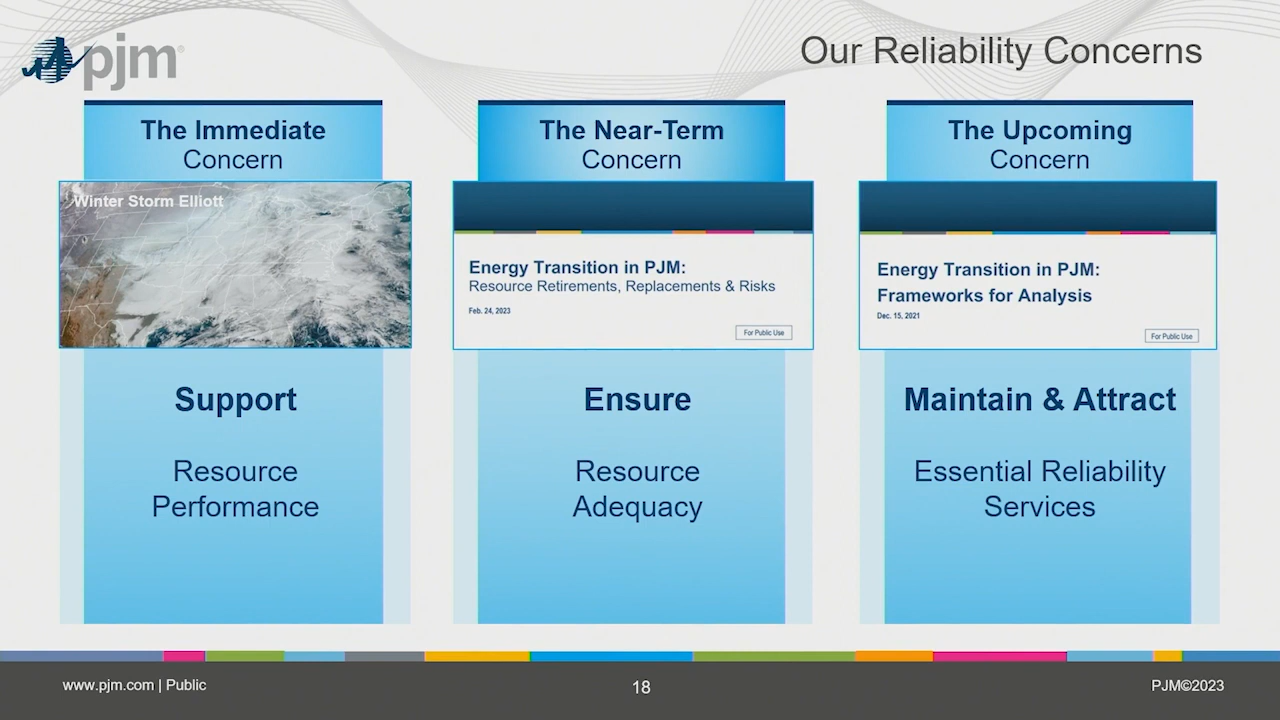 pjm
Our Reliability Concerns
The Immediate
Concern
Winter Storm Elliott
Support
Resource
Performance
The Near-Term
Concern
Energy Transition in PJM:
Resource Retirements, Replacements & Risks
Feb. 24, 2023
For Public Use
Ensure
Resource
Adequacy
The Upcoming
Concern
Energy Transition in PJM:
Frameworks for Analysis
Dec. 15, 2021
For Public Use
Maintain & Attract
Essential Reliability
Services
www.pjm.com | Public
18
PJM©2023